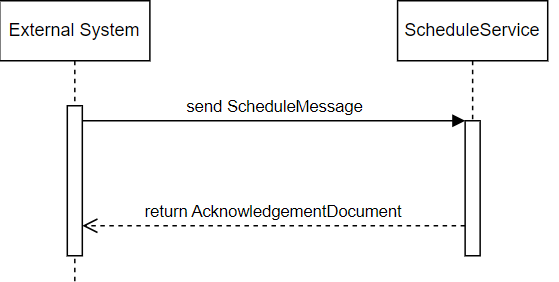 External System
ScheduleService
send ScheduleMessage
return AcknowledgementDocument